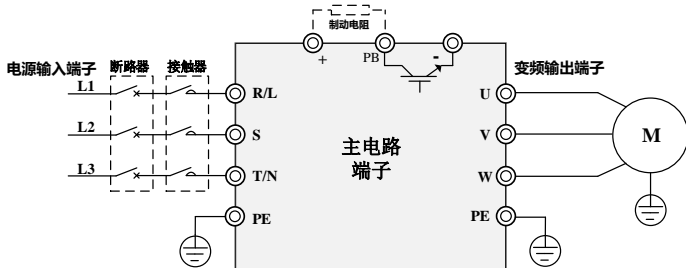 制动电阻
+
PB
-
电源输入端子
断路器
接触器
变频输出端子
L1
R/L
U
L2
S
V
M
主电路
端子
L3
T/N
W
PE
PE